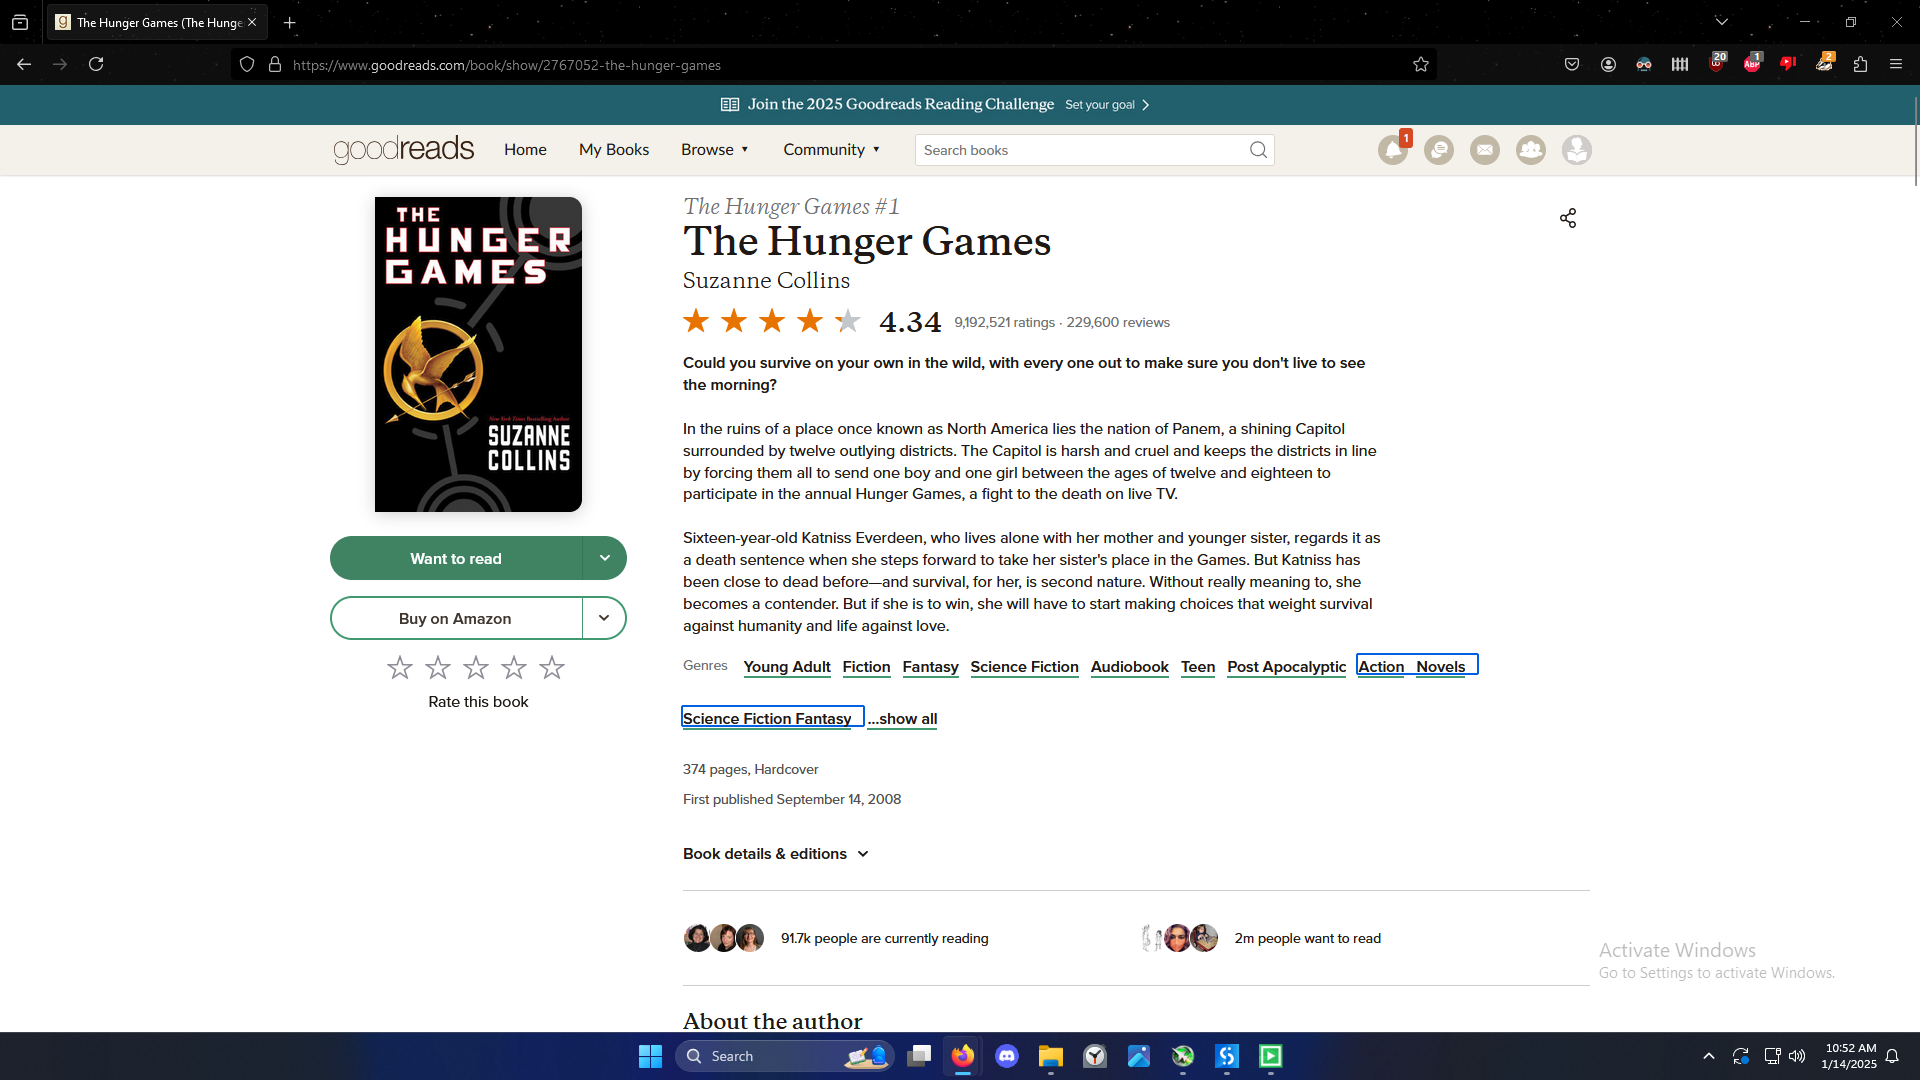 The Hunger Games (The Hunge
https://www.goodreads.com/book/show/2767052-the-hunger-games
20
ABP
1
2
Join the 2025 Goodreads Reading Challenge Set your goal
goodreads Home My Books Browse Community Search books 1
THE
HUNGER
GAMES
New York Times Bestselling Author
SUZANNE
COLLINS
Want to read
Buy on Amazon
Rate this book
The Hunger Games #1
The Hunger Games
Suzanne Collins
4.34 9,192,521 ratings · 229,600 reviews
Could you survive on your own in the wild, with every one out to make sure you don't live to see
the morning?
In the ruins of a place once known as North America lies the nation of Panem, a shining Capitol
surrounded by twelve outlying districts. The Capitol is harsh and cruel and keeps the districts in line
by forcing them all to send one boy and one girl between the ages of twelve and eighteen to
participate in the annual Hunger Games, a fight to the death on live TV.
Sixteen-year-old Katniss Everdeen, who lives alone with her mother and younger sister, regards it as
a death sentence when she steps forward to take her sister's place in the Games. But Katniss has
been close to dead before—and survival, for her, is second nature. Without really meaning to, she
becomes a contender. But if she is to win, she will have to start making choices that weight survival
against humanity and life against love.
Genres Young Adult Fiction Fantasy Science Fiction Audiobook Teen Post Apocalyptic Action Novels
Science Fiction Fantasy ...show all
374 pages, Hardcover
First published September 14, 2008
Book details & editions
91.7k people are currently reading
2m people want to read
About the author
Activate Windows
Go to Settings to activate Windows.
Search
10:52 AM
1/14/2025